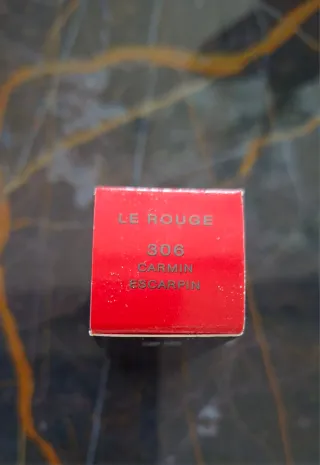 LE ROUGE
306
CARMIN
ESCARPIN